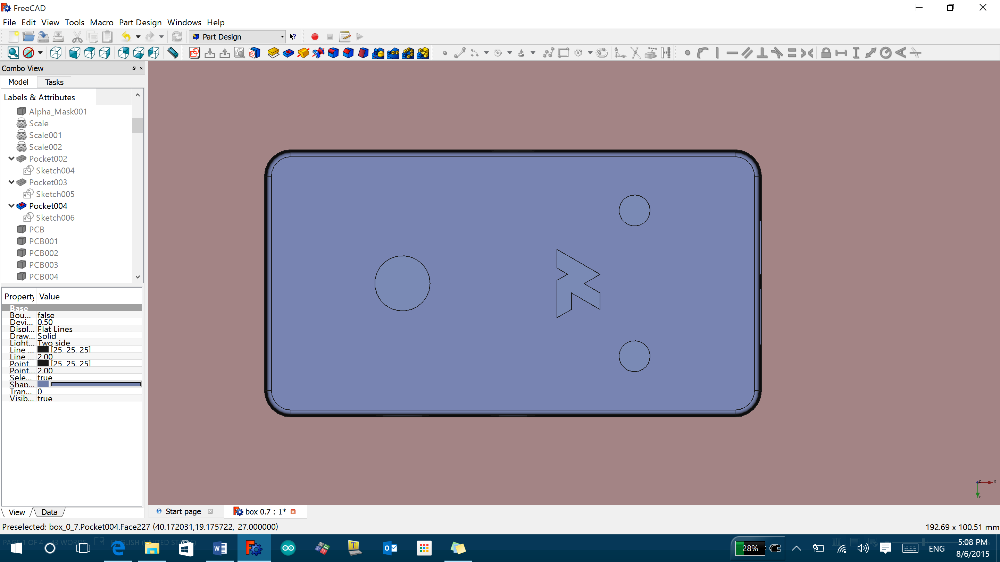 FreeCAD
File Edit View Tools Macro Part Design Windows Help
Part Design
Combo View
Model Tasks
Labels & Attributes
Alpha_Mask001
Scale
Scale001
Scale002
Pocket002
Sketch004
Pocket003
Sketch005
Pocket004
Sketch006
PCB
PCB001
PCB002
PCB003
PCB004
Property Value
Base
Bou... false
Devi... 0.50
Displ... Flat Lines
Draw... Solid
Light... Two side
Line ... [25, 25, 25]
Line ... 2.00
Point... [25, 25, 25]
Point... 2.00
Sele... true
Shap...
Tran... 0
Visib... true
View Data
Start page box 0.7 : 1*
Z X
Y
Preselected: box_0_7.Pocket004.Face227 (40.172031,19.175722,-27.000000) 192.69 x 100.51 mm
PAGE 1 OF 4 43 WORDS ENGLISH (UNITED STATES)
28% ENG 5:08 PM
8/6/2015